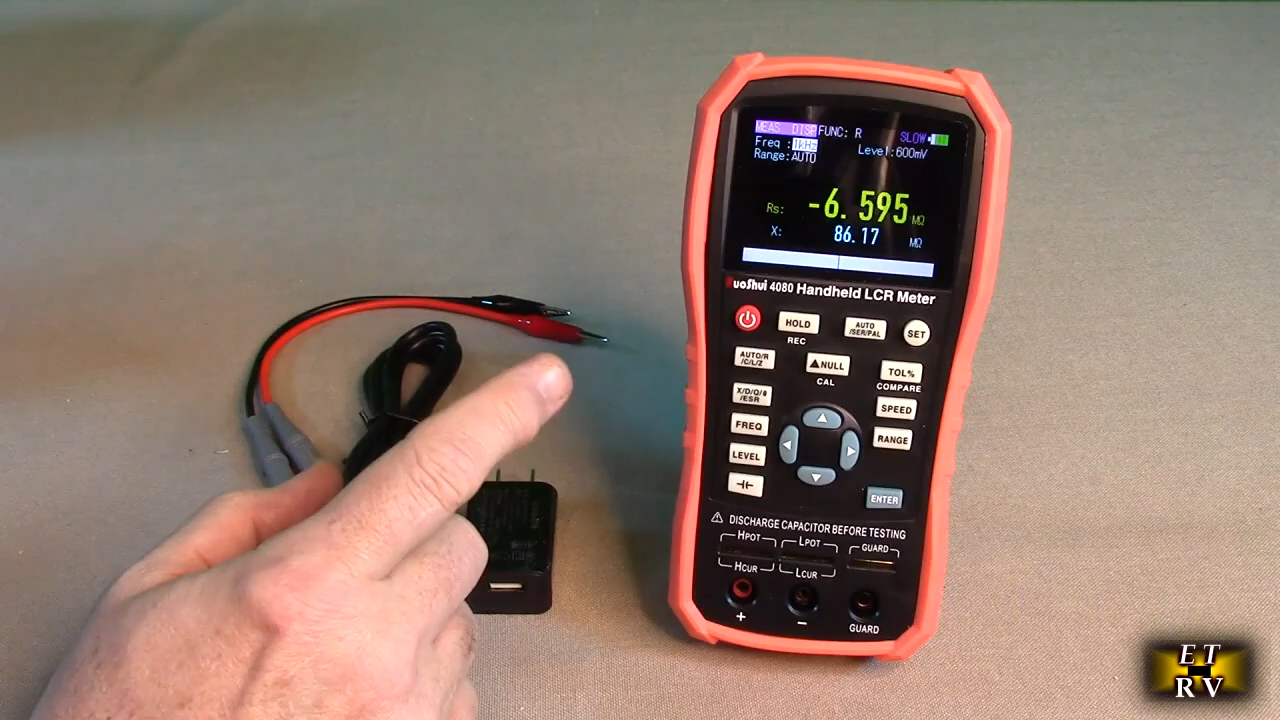 MEAS DISP FUNC: R SLOW
Freq :1kHz Level:600mV
Range:AUTO
Rs: -6.595 MΩ
X: 86.17 MΩ
uoShui 4080 Handheld LCR Meter
HOLD
REC
AUTO
/SER/PAL
SET
AUTO/R
/C/L/Z
▲NULL
CAL
TOL%
COMPARE
X/D/Q/θ
/ESR
SPEED
FREQ
RANGE
LEVEL
ENTER
⚠ DISCHARGE CAPACITOR BEFORE TESTING
HPOT LPOT GUARD
HCUR LCUR
+ − GUARD
ET
RV